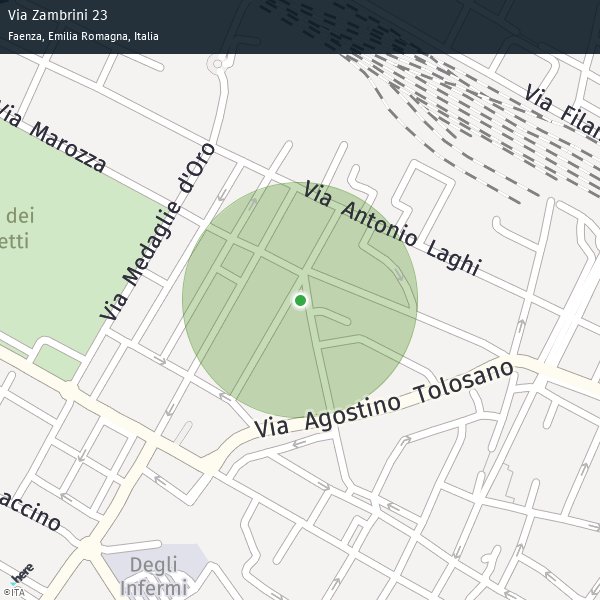 Via Zambrini 23
Faenza, Emilia Romagna, Italia
Via Filan
Via Marozza
Via Medaglie d'Oro
Via Antonio Laghi
dei
etti
Via Agostino Tolosano
accino
Degli
Infermi
here
©ITA